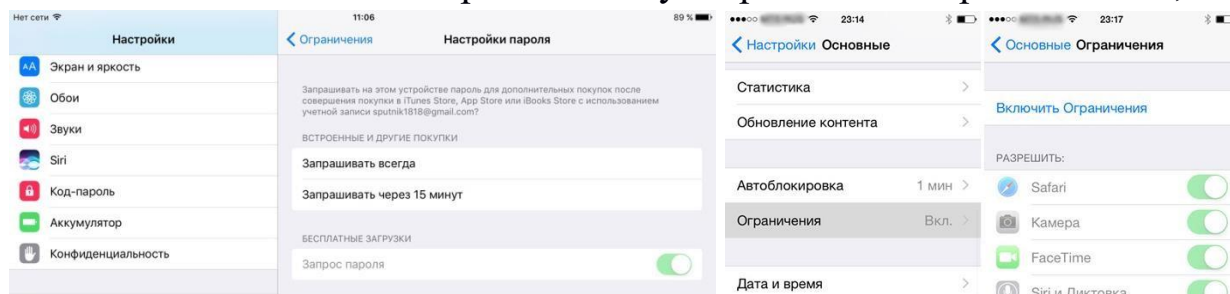 Нет сети
11:06
89 %
Настройки
Экран и яркость
Обои
Звуки
Siri
Код-пароль
Аккумулятор
Конфиденциальность
Ограничения
Настройки пароля
Запрашивать на этом устройстве пароль для дополнительных покупок после
совершения покупки в iTunes Store, App Store или iBooks Store с использованием
учетной записи sputnik1818@gmail.com?
ВСТРОЕННЫЕ И ДРУГИЕ ПОКУПКИ
Запрашивать всегда
Запрашивать через 15 минут
БЕСПЛАТНЫЕ ЗАГРУЗКИ
Запрос пароля
23:14
Настройки Основные
Статистика
Обновление контента
Автоблокировка 1 мин
Ограничения Вкл.
Дата и время
23:17
Основные Ограничения
Включить Ограничения
РАЗРЕШИТЬ:
Safari
Камера
FaceTime
Siri и Диктовка